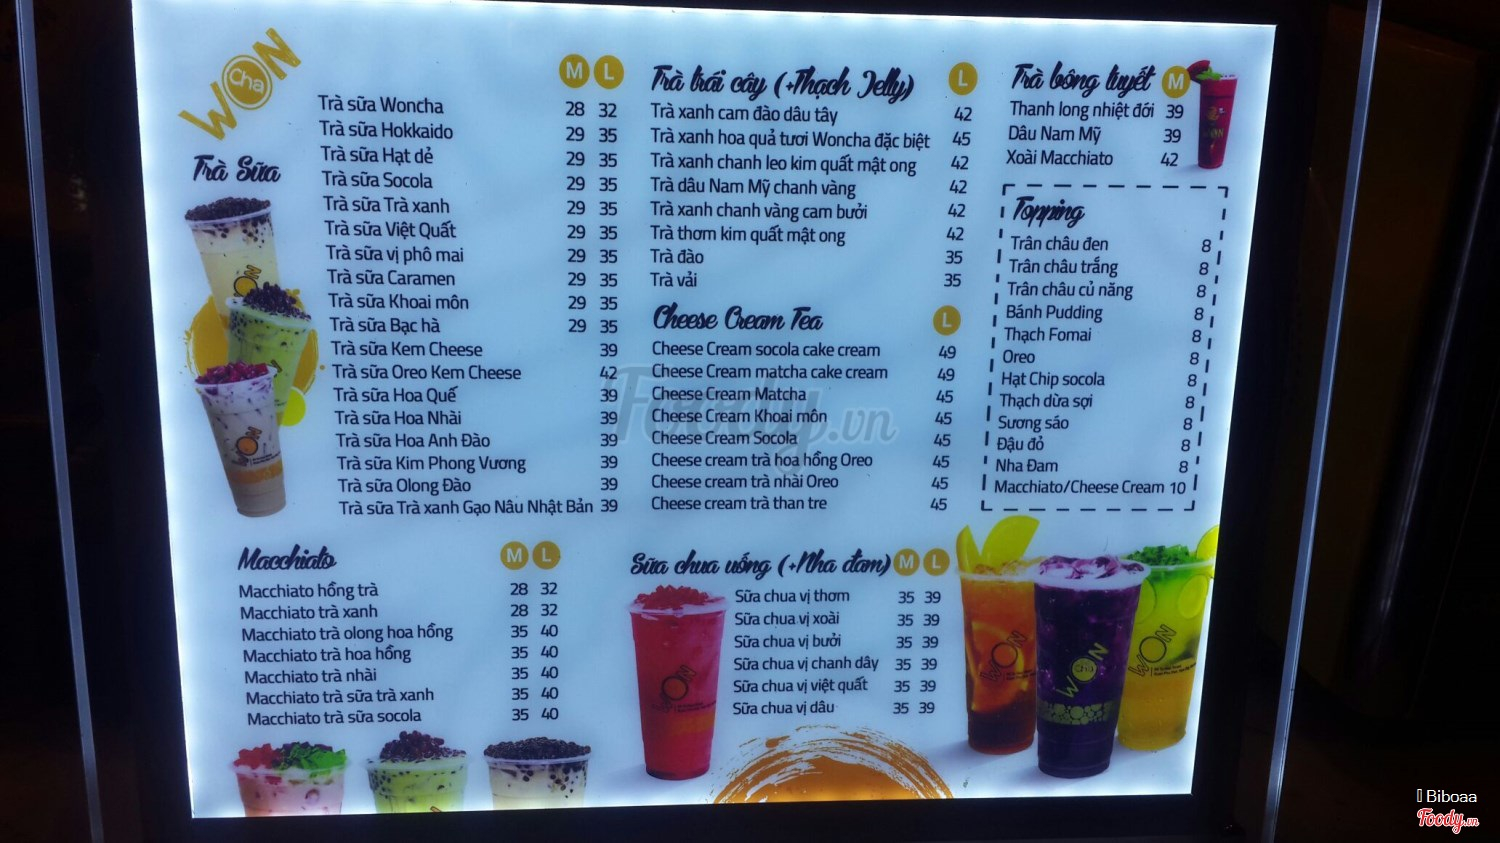 WON
Cha
Trà Sữa
M L
Trà sữa Woncha 28 32
Trà sữa Hokkaido 29 35
Trà sữa Hạt dẻ 29 35
Trà sữa Socola 29 35
Trà sữa Trà xanh 29 35
Trà sữa Việt Quất 29 35
Trà sữa vị phô mai 29 35
Trà sữa Caramen 29 35
Trà sữa Khoai môn 29 35
Trà sữa Bạc hà 29 35
Trà sữa Kem Cheese 39
Trà sữa Oreo Kem Cheese 42
Trà sữa Hoa Quế 39
Trà sữa Hoa Nhài 39
Trà sữa Hoa Anh Đào 39
Trà sữa Kim Phong Vương 39
Trà sữa Olong Đào 39
Trà sữa Trà xanh Gạo Nâu Nhật Bản 39
Macchiato M L
Macchiato hồng trà 28 32
Macchiato trà xanh 28 32
Macchiato trà olong hoa hồng 35 40
Macchiato trà hoa hồng 35 40
Macchiato trà nhài 35 40
Macchiato trà sữa trà xanh 35 40
Macchiato trà sữa socola 35 40
Trà trái cây (+Thạch Jelly) L
Trà xanh cam đào dâu tây 42
Trà xanh hoa quả tươi Woncha đặc biệt 45
Trà xanh chanh leo kim quất mật ong 42
Trà dâu Nam Mỹ chanh vàng 42
Trà xanh chanh vàng cam bưởi 42
Trà thơm kim quất mật ong 42
Trà đào 35
Trà vải 35
Cheese Cream Tea L
Cheese Cream socola cake cream 49
Cheese Cream matcha cake cream 49
Cheese Cream Matcha 45
Cheese Cream Khoai môn 45
Cheese Cream Socola 45
Cheese cream trà hoa hồng Oreo 45
Cheese cream trà nhài Oreo 45
Cheese cream trà than tre 45
Sữa chua uống (+Nha đam) M L
Sữa chua vị thơm 35 39
Sữa chua vị xoài 35 39
Sữa chua vị bưởi 35 39
Sữa chua vị chanh dây 35 39
Sữa chua vị việt quất 35 39
Sữa chua vị dâu 35 39
Trà bông tuyết M
Thanh long nhiệt đới 39
Dâu Nam Mỹ 39
Xoài Macchiato 42
Topping
Trân châu đen 8
Trân châu trắng 8
Trân châu củ năng 8
Bánh Pudding 8
Thạch Fomai 8
Oreo 8
Hạt Chip socola 8
Thạch dừa sợi 8
Sương sáo 8
Đậu đỏ 8
Nha Đam 8
Macchiato/Cheese Cream 10
WON
WON
WON
WON
WON
WON
Cha
WON
Foody.vn
Biboaa
Foody.vn